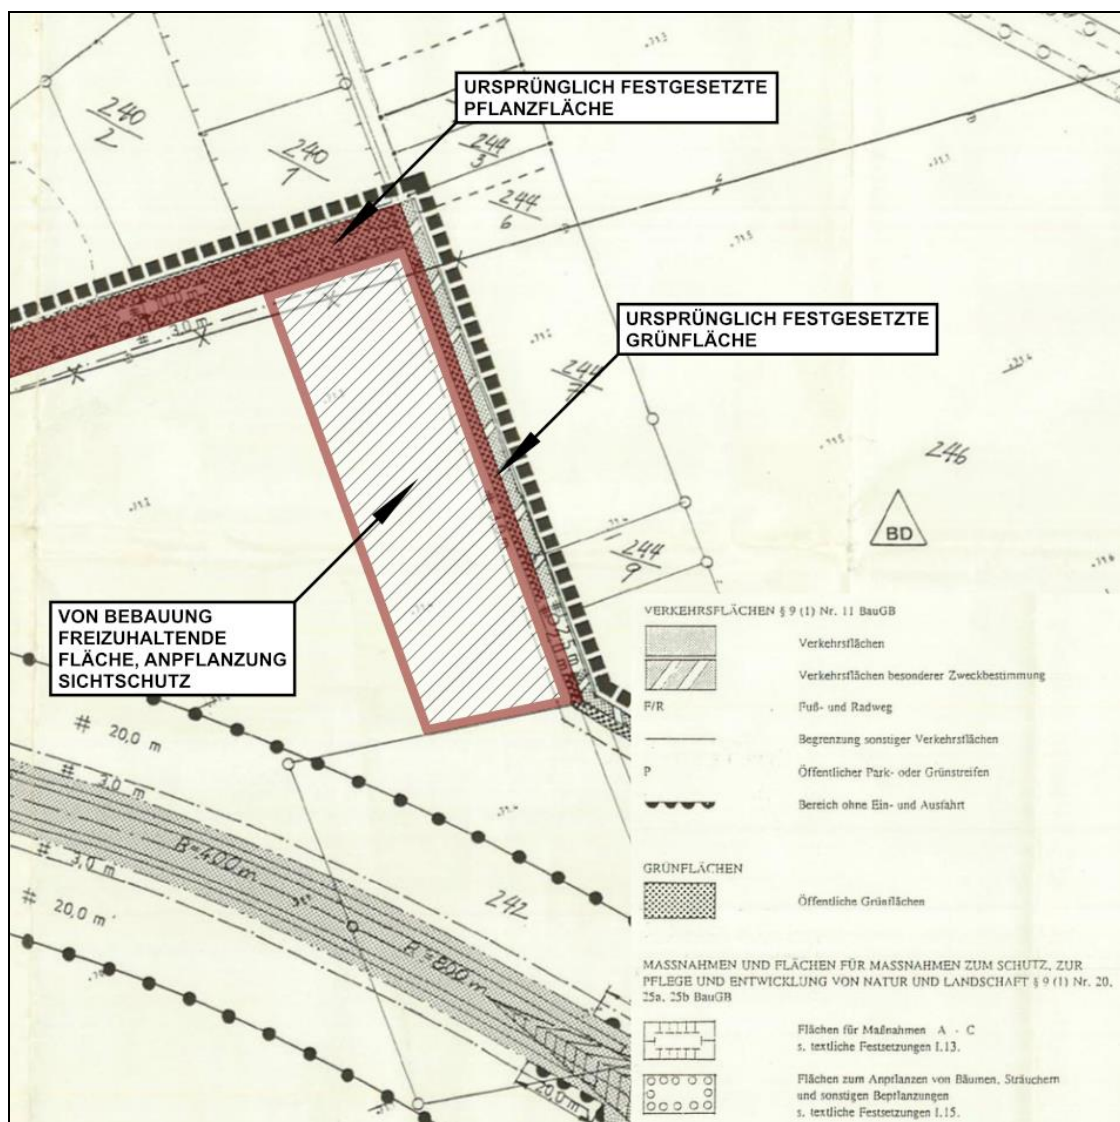 URSPRÜNGLICH FESTGESETZTE
PFLANZFLÄCHE
240
2
240
1
244
3
244
6
URSPRÜNGLICH FESTGESETZTE
GRÜNFLÄCHE
3,0 m
244
7
246
BD
244
9
VON BEBAUUNG
FREIZUHALTENDE
FLÄCHE, ANPFLANZUNG
SICHTSCHUTZ
# 20,0 m
# 3,0 m
R=400m
# 3,0 m
# 20,0 m
242
R=800m
20,0 m
VERKEHRSFLÄCHEN § 9 (1) Nr. 11 BauGB
Verkehrsflächen
Verkehrsflächen besonderer Zweckbestimmung
F/R Fuß- und Radweg
Begrenzung sonstiger Verkehrsflächen
P Öffentlicher Park- oder Grünstreifen
Bereich ohne Ein- und Ausfahrt
GRÜNFLÄCHEN
Öffentliche Grünflächen
MASSNAHMEN UND FLÄCHEN FÜR MASSNAHMEN ZUM SCHUTZ, ZUR
PFLEGE UND ENTWICKLUNG VON NATUR UND LANDSCHAFT § 9 (1) Nr. 20,
25a, 25b BauGB
Flächen für Maßnahmen A - C
s. textliche Festsetzungen I.13.
Flächen zum Anpflanzen von Bäumen, Sträuchern
und sonstigen Bepflanzungen
s. textliche Festsetzungen I.15.